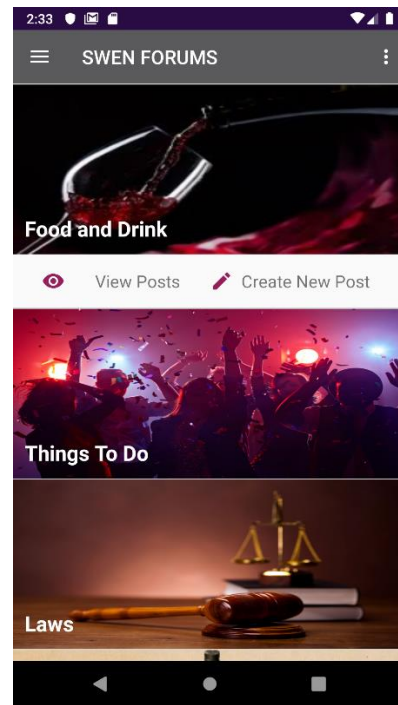 2:33
SWEN FORUMS
Food and Drink
View Posts Create New Post
Things To Do
Laws